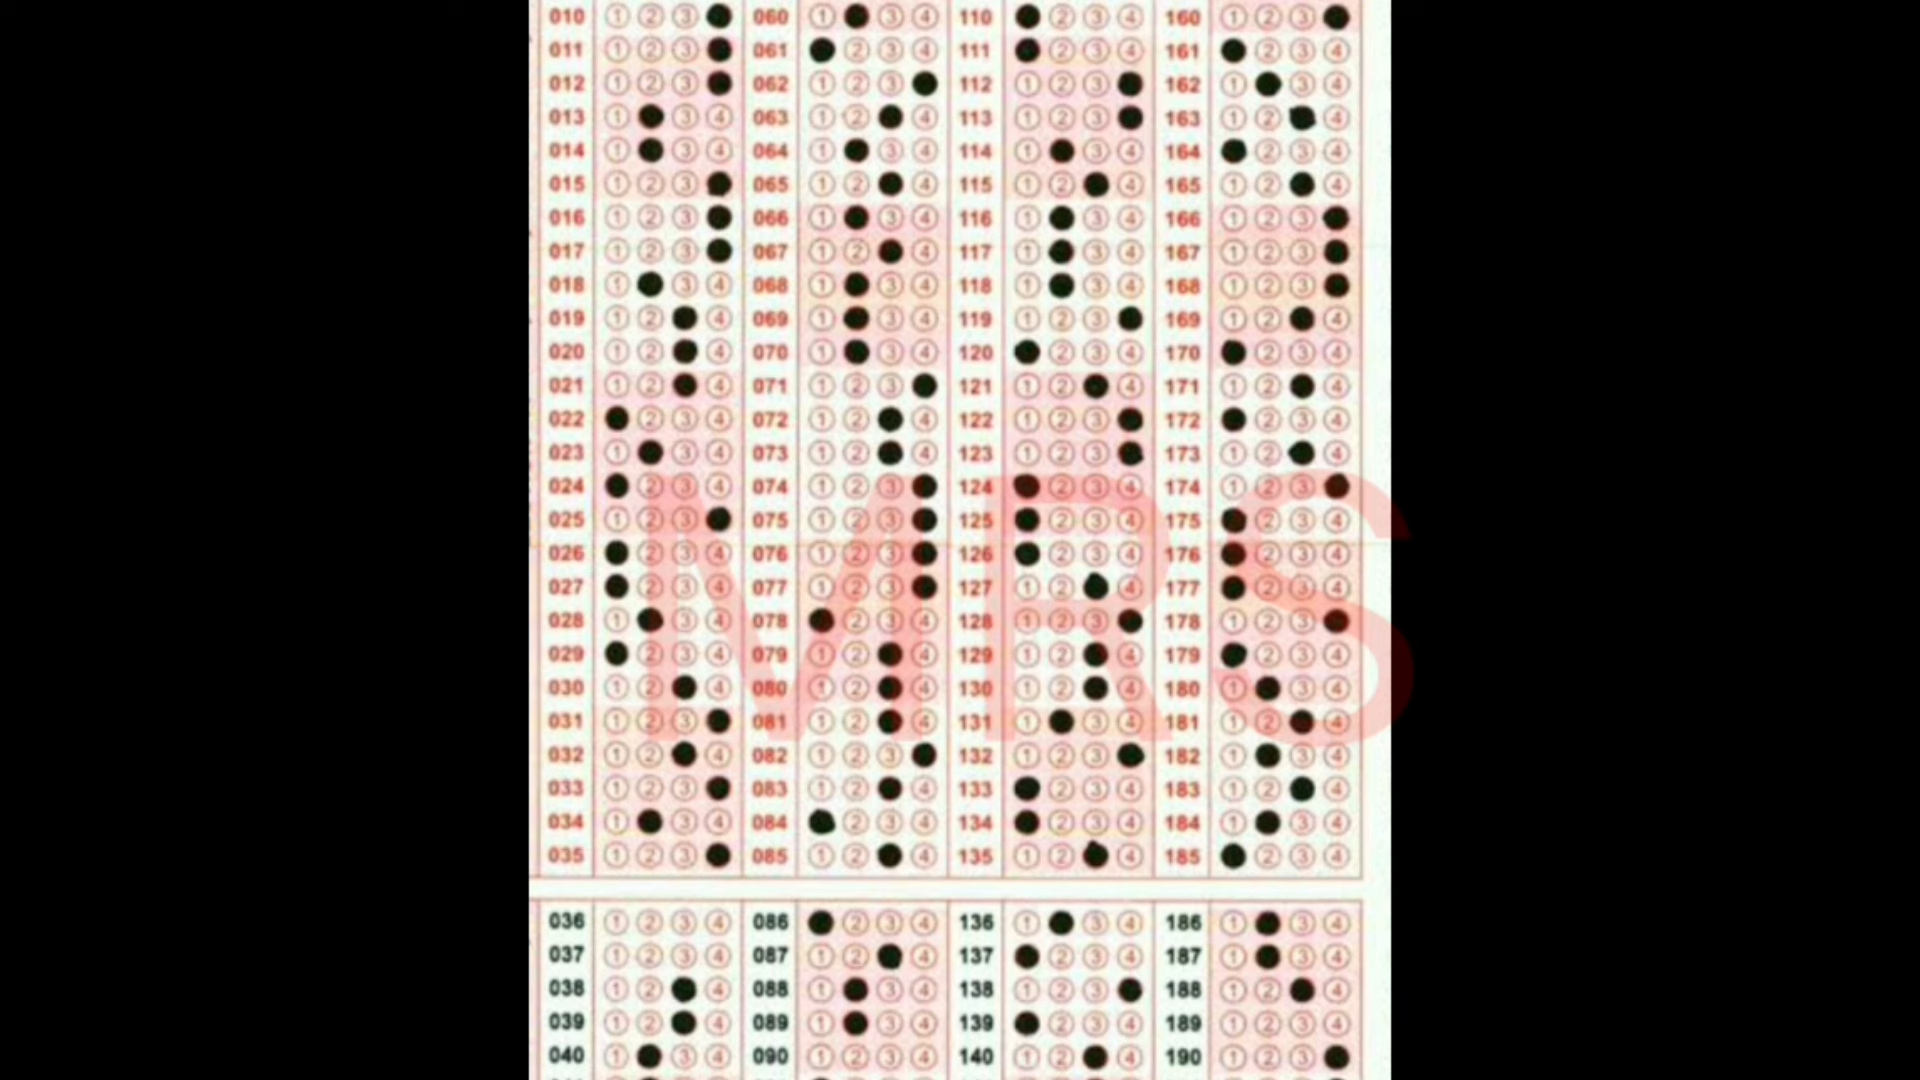 010 ① ② ③ 060 ① ③ ④ 110 ② ③ ④ 160 ① ② ③
011 ① ② ③ 061 ② ③ ④ 111 ② ③ ④ 161 ② ③ ④
012 ① ② ③ 062 ① ② ③ 112 ① ② ③ 162 ① ③ ④
013 ① ③ ④ 063 ① ② ④ 113 ① ② ③ 163 ① ② ④
014 ① ③ ④ 064 ① ③ ④ 114 ① ③ ④ 164 ② ③ ④
015 ① ② ③ 065 ① ② ④ 115 ① ② ④ 165 ① ② ④
016 ① ② ③ 066 ① ③ ④ 116 ① ③ ④ 166 ① ② ③
017 ① ② ③ 067 ① ② ④ 117 ① ③ ④ 167 ① ② ③
018 ① ③ ④ 068 ① ③ ④ 118 ① ③ ④ 168 ① ② ③
019 ① ② ④ 069 ① ③ ④ 119 ① ② ③ 169 ① ② ④
020 ① ② ④ 070 ① ③ ④ 120 ② ③ ④ 170 ② ③ ④
021 ① ② ④ 071 ① ② ③ 121 ① ② ④ 171 ① ② ④
022 ② ③ ④ 072 ① ② ④ 122 ① ② ③ 172 ② ③ ④
023 ① ③ ④ 073 ① ② ④ 123 ① ② ③ 173 ① ② ④
024 ② ③ ④ 074 ① ② ③ 124 ② ③ ④ 174 ① ② ③
025 ① ② ③ 075 ① ② ③ 125 ② ③ ④ 175 ② ③ ④
026 ② ③ ④ 076 ① ② ③ 126 ② ③ ④ 176 ② ③ ④
027 ② ③ ④ 077 ① ② ③ 127 ① ② ④ 177 ② ③ ④
028 ① ③ ④ 078 ② ③ ④ 128 ① ② ③ 178 ① ② ③
029 ② ③ ④ 079 ① ② ④ 129 ① ② ④ 179 ② ③ ④
030 ① ② ④ 080 ① ② ④ 130 ① ② ④ 180 ① ③ ④
031 ① ② ③ 081 ① ② ④ 131 ① ③ ④ 181 ① ② ④
032 ① ② ④ 082 ① ② ③ 132 ① ② ③ 182 ① ③ ④
033 ① ② ③ 083 ① ② ④ 133 ② ③ ④ 183 ① ② ④
034 ① ③ ④ 084 ② ③ ④ 134 ② ③ ④ 184 ① ③ ④
035 ① ② ③ 085 ① ② ④ 135 ① ② ④ 185 ② ③ ④
036 ① ② ③ ④ 086 ② ③ ④ 136 ① ③ ④ 186 ① ③ ④
037 ① ② ③ ④ 087 ① ② ④ 137 ② ③ ④ 187 ① ③ ④
038 ① ② ④ 088 ① ③ ④ 138 ① ② ③ 188 ① ② ④
039 ① ② ④ 089 ① ③ ④ 139 ② ③ ④ 189 ① ② ③ ④
040 ① ③ ④ 090 ① ② ③ ④ 140 ① ② ④ 190 ① ② ③
MRS